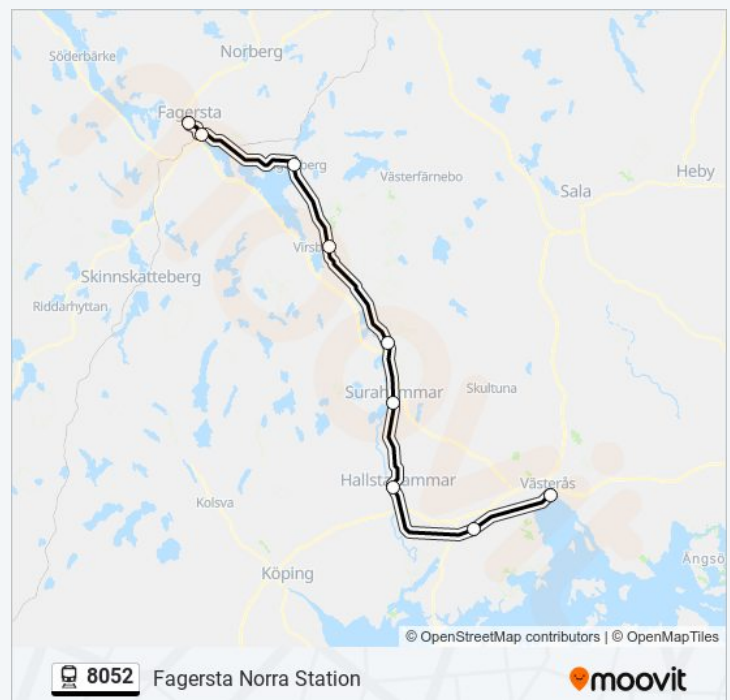 Söderbärke
Norberg
Fagersta
Västerfärnebo
Heby
Sala
Skinnskatteberg
Riddarhyttan
Surahammar
Skultuna
Hallstahammar
Västerås
Kolsva
Köping
Ängsö
© OpenStreetMap contributors | © OpenMapTiles
8052 Fagersta Norra Station
moovit